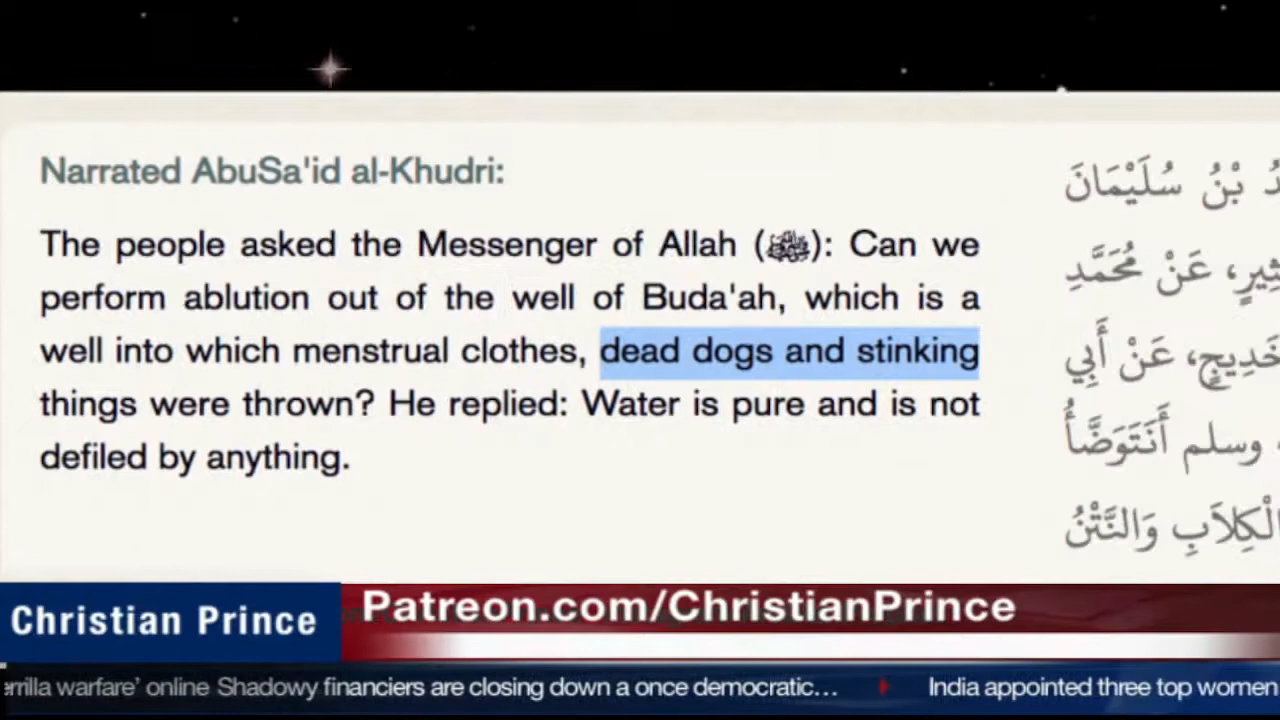 Narrated AbuSa'id al-Khudri:
The people asked the Messenger of Allah (ﷺ): Can we
perform ablution out of the well of Buda'ah, which is a
well into which menstrual clothes, dead dogs and stinking
things were thrown? He replied: Water is pure and is not
defiled by anything.
بْنُ سُلَيْمَانَ
عَنْ مُحَمَّدِ
عَنْ أَبِي
وسلم أَنَتَوَضَّأُ
وَالنَّتْنُ
Christian Prince
Patreon.com/ChristianPrince
warfare’ online Shadowy financiers are closing down a once democratic…
India appointed three top women